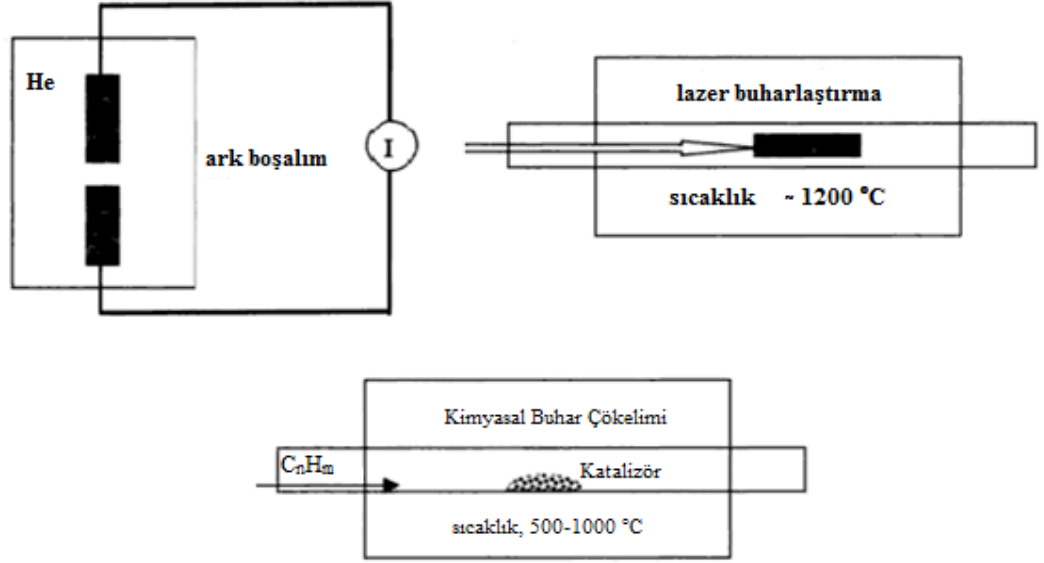 He
ark boşalım
I
lazer buharlaştırma
sıcaklık ~ 1200 °C
Kimyasal Buhar Çökelimi
CnHm
Katalizör
sıcaklık, 500-1000 °C